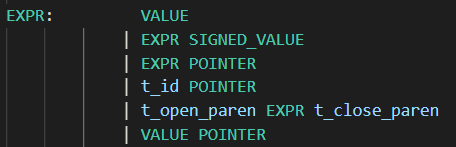 EXPR: VALUE
| EXPR SIGNED_VALUE
| EXPR POINTER
| t_id POINTER
| t_open_paren EXPR t_close_paren
| VALUE POINTER